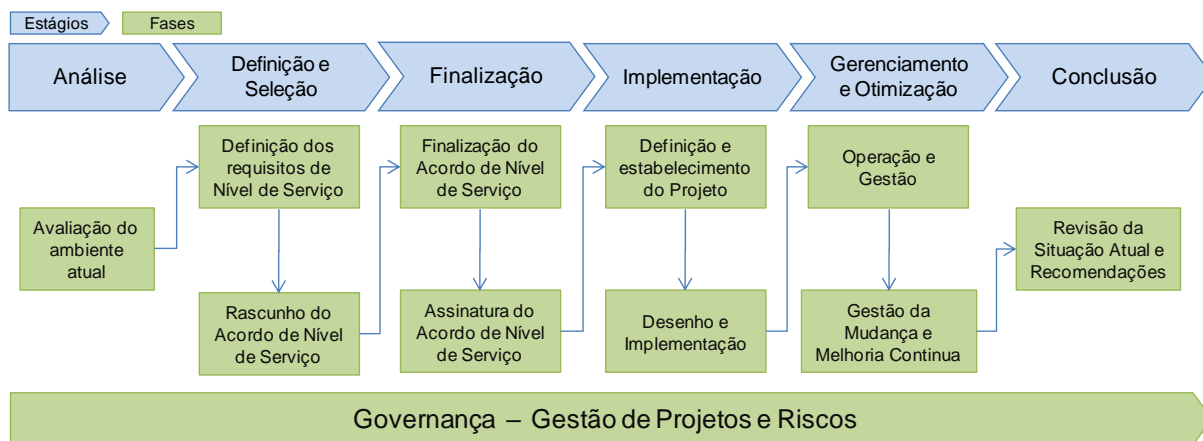 Estágios
Fases
Análise
Definição e
Seleção
Finalização
Implementação
Gerenciamento
e Otimização
Conclusão
Avaliação do
ambiente
atual
Definição dos
requisitos de
Nível de Serviço
Rascunho do
Acordo de Nível
de Serviço
Finalização do
Acordo de Nível
de Serviço
Assinatura do
Acordo de Nível
de Serviço
Definição e
estabelecimento
do Projeto
Desenho e
Implementação
Operação e
Gestão
Gestão da
Mudança e
Melhoria Continua
Revisão da
Situação Atual e
Recomendações
Governança – Gestão de Projetos e Riscos